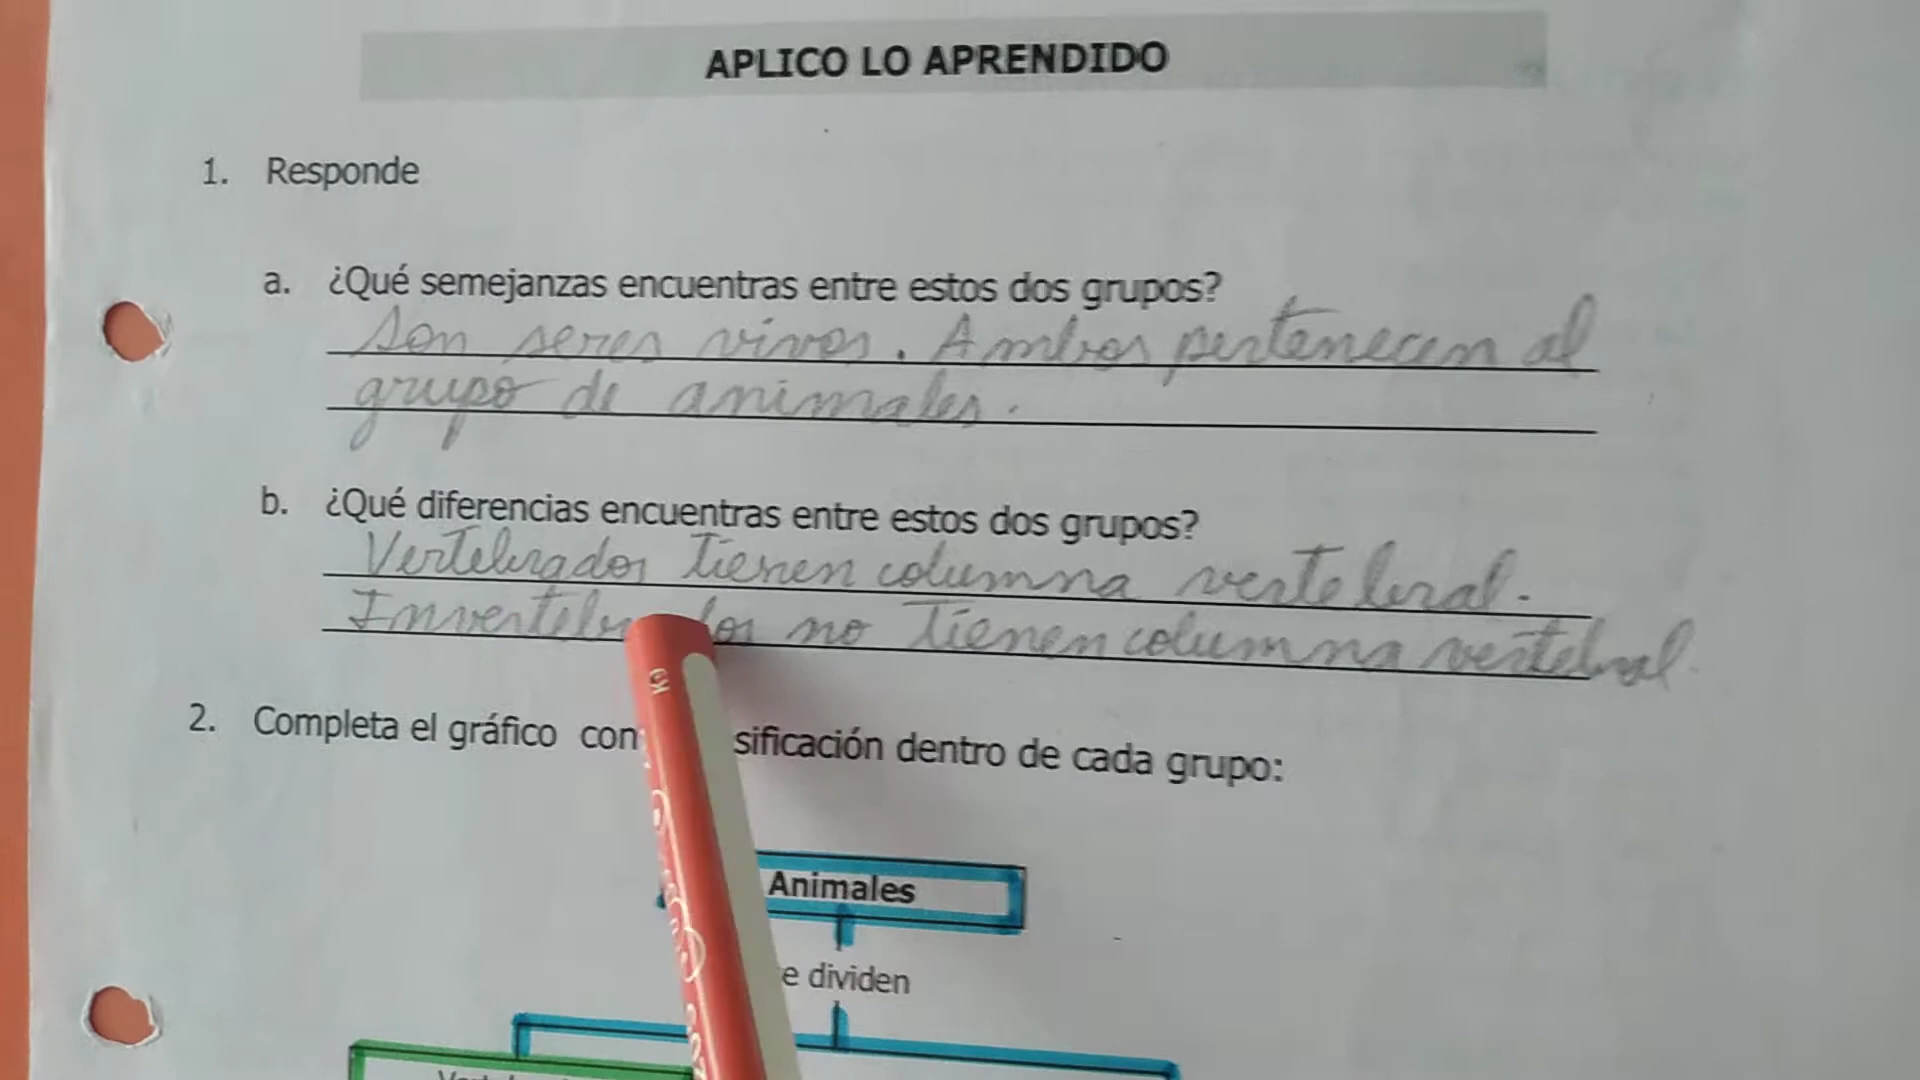 APLICO LO APRENDIDO
1. Responde
a. ¿Qué semejanzas encuentras entre estos dos grupos?
Son seres vivos. Ambos pertenecen al
grupo de animales.
b. ¿Qué diferencias encuentras entre estos dos grupos?
Vertebrados tienen columna vertebral.
no tienen columna vertebral.
2. Completa el gráfico con sificación dentro de cada grupo:
Animales
e dividen